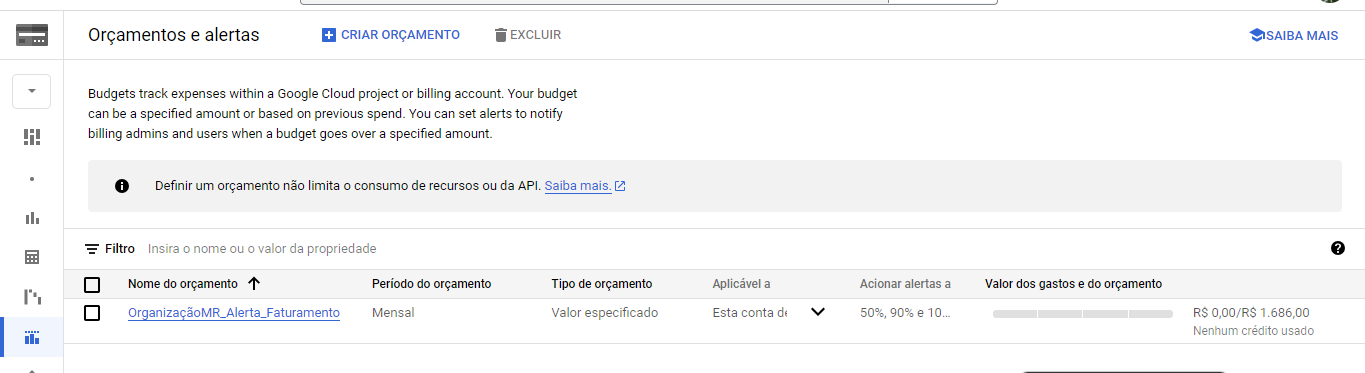 Orçamentos e alertas
CRIAR ORÇAMENTO
EXCLUIR
SAIBA MAIS
Budgets track expenses within a Google Cloud project or billing account. Your budget
can be a specified amount or based on previous spend. You can set alerts to notify
billing admins and users when a budget goes over a specified amount.
Definir um orçamento não limita o consumo de recursos ou da API. Saiba mais.
Filtro Insira o nome ou o valor da propriedade
Nome do orçamento Período do orçamento Tipo de orçamento Aplicável a Acionar alertas a Valor dos gastos e do orçamento
OrganizaçãoMR_Alerta_Faturamento Mensal Valor especificado Esta conta de 50%, 90% e 10... R$ 0,00/R$ 1.686,00
Nenhum crédito usado